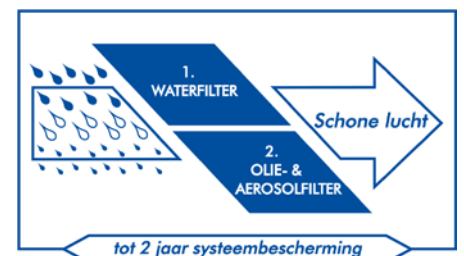 1.
WATERFILTER
Schone lucht
2.
OLIE- &
AEROSOLFILTER
tot 2 jaar systeembescherming